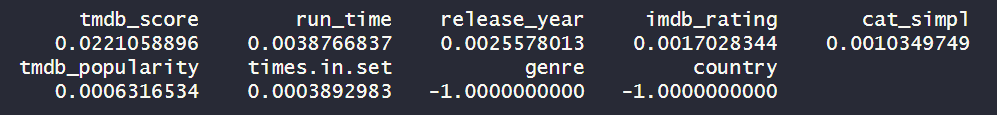 tmdb_score run_time release_year imdb_rating cat_simpl
0.0221058896 0.0038766837 0.0025578013 0.0017028344 0.0010349749
tmdb_popularity times.in.set genre country
0.0006316534 0.0003892983 -1.0000000000 -1.0000000000